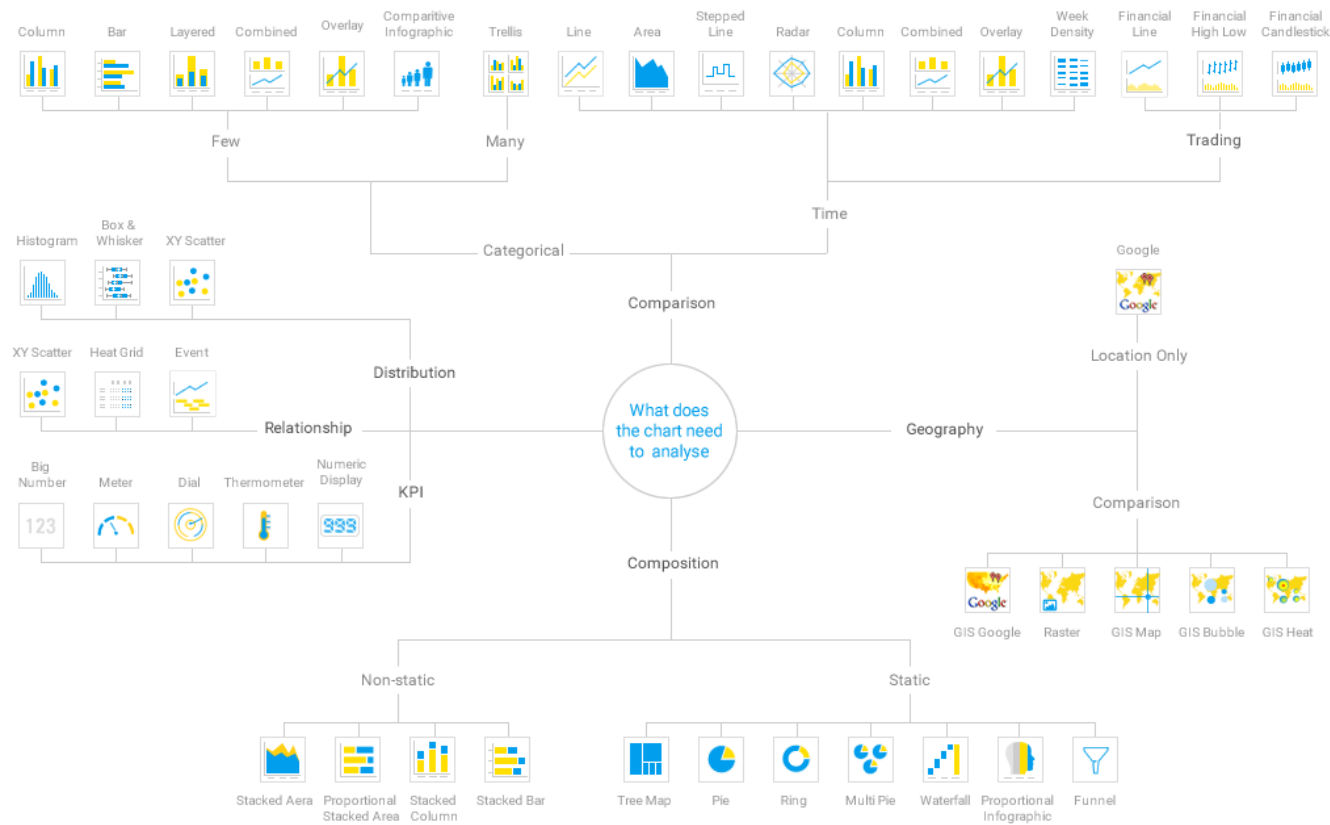 Column
Bar
Layered
Combined
Overlay
Comparitive
Infographic
Trellis
Line
Area
Stepped
Line
Radar
Column
Combined
Overlay
Week
Density
Financial
Line
Financial
High Low
Financial
Candlestick
Few
Many
Trading
Time
Categorical
Comparison
Histogram
Box &
Whisker
XY Scatter
Distribution
XY Scatter
Heat Grid
Event
Relationship
Big
Number
123
Meter
Dial
Thermometer
Numeric
Display
999
KPI
What does
the chart need
to analyse
Google
Google
Location Only
Geography
Comparison
Google
GIS Google
Raster
GIS Map
GIS Bubble
GIS Heat
Composition
Non-static
Static
Stacked Aera
Proportional
Stacked Area
Stacked
Column
Stacked Bar
Tree Map
Pie
Ring
Multi Pie
Waterfall
Proportional
Infographic
Funnel